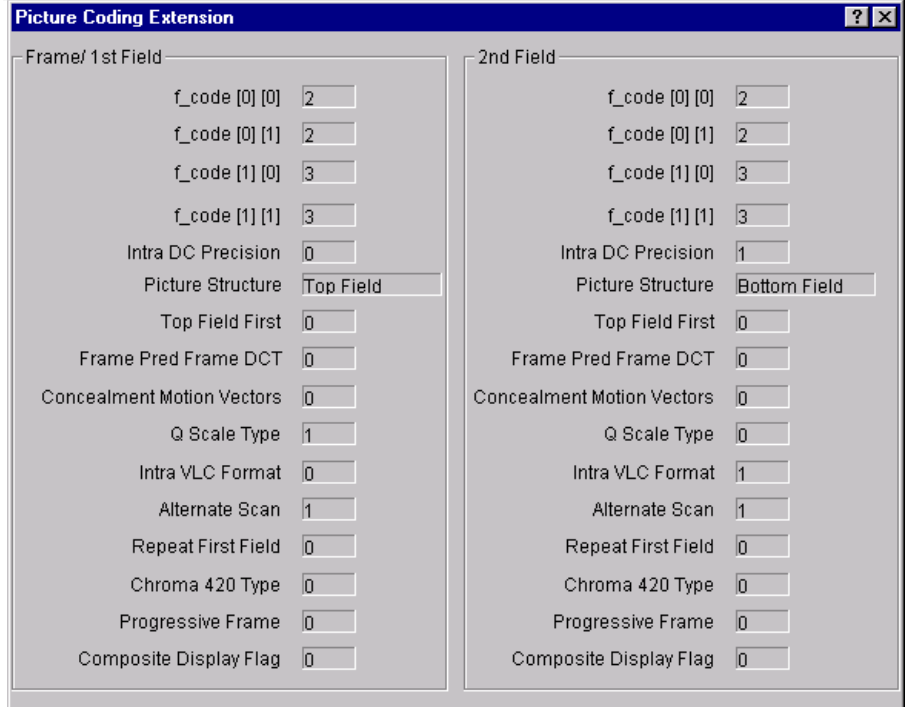 Picture Coding Extension
Frame/ 1st Field
f_code [0] [0] 2
f_code [0] [1] 2
f_code [1] [0] 3
f_code [1] [1] 3
Intra DC Precision 0
Picture Structure Top Field
Top Field First 0
Frame Pred Frame DCT 0
Concealment Motion Vectors 0
Q Scale Type 1
Intra VLC Format 0
Alternate Scan 1
Repeat First Field 0
Chroma 420 Type 0
Progressive Frame 0
Composite Display Flag 0
2nd Field
f_code [0] [0] 2
f_code [0] [1] 2
f_code [1] [0] 3
f_code [1] [1] 3
Intra DC Precision 1
Picture Structure Bottom Field
Top Field First 0
Frame Pred Frame DCT 0
Concealment Motion Vectors 0
Q Scale Type 0
Intra VLC Format 1
Alternate Scan 1
Repeat First Field 0
Chroma 420 Type 0
Progressive Frame 0
Composite Display Flag 0